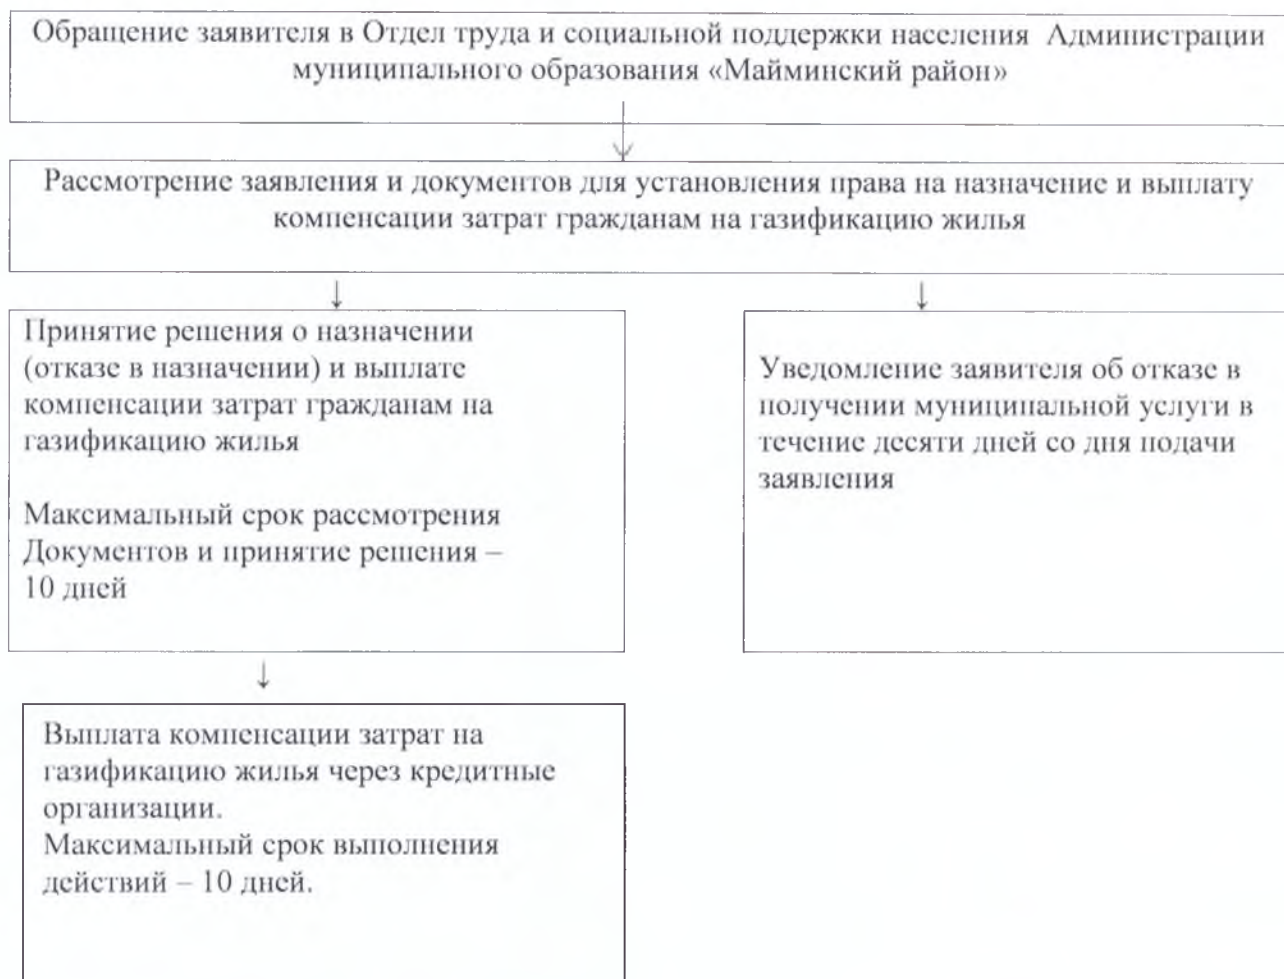 Обращение заявителя в Отдел труда и социальной поддержки населения Администрации
муниципального образования «Майминский район»
Рассмотрение заявления и документов для установления права на назначение и выплату
компенсации затрат гражданам на газификацию жилья
Принятие решения о назначении
(отказе в назначении) и выплате
компенсации затрат гражданам на
газификацию жилья
Максимальный срок рассмотрения
Документов и принятие решения –
10 дней
Уведомление заявителя об отказе в
получении муниципальной услуги в
течение десяти дней со дня подачи
заявления
Выплата компенсации затрат на
газификацию жилья через кредитные
организации.
Максимальный срок выполнения
действий – 10 дней.